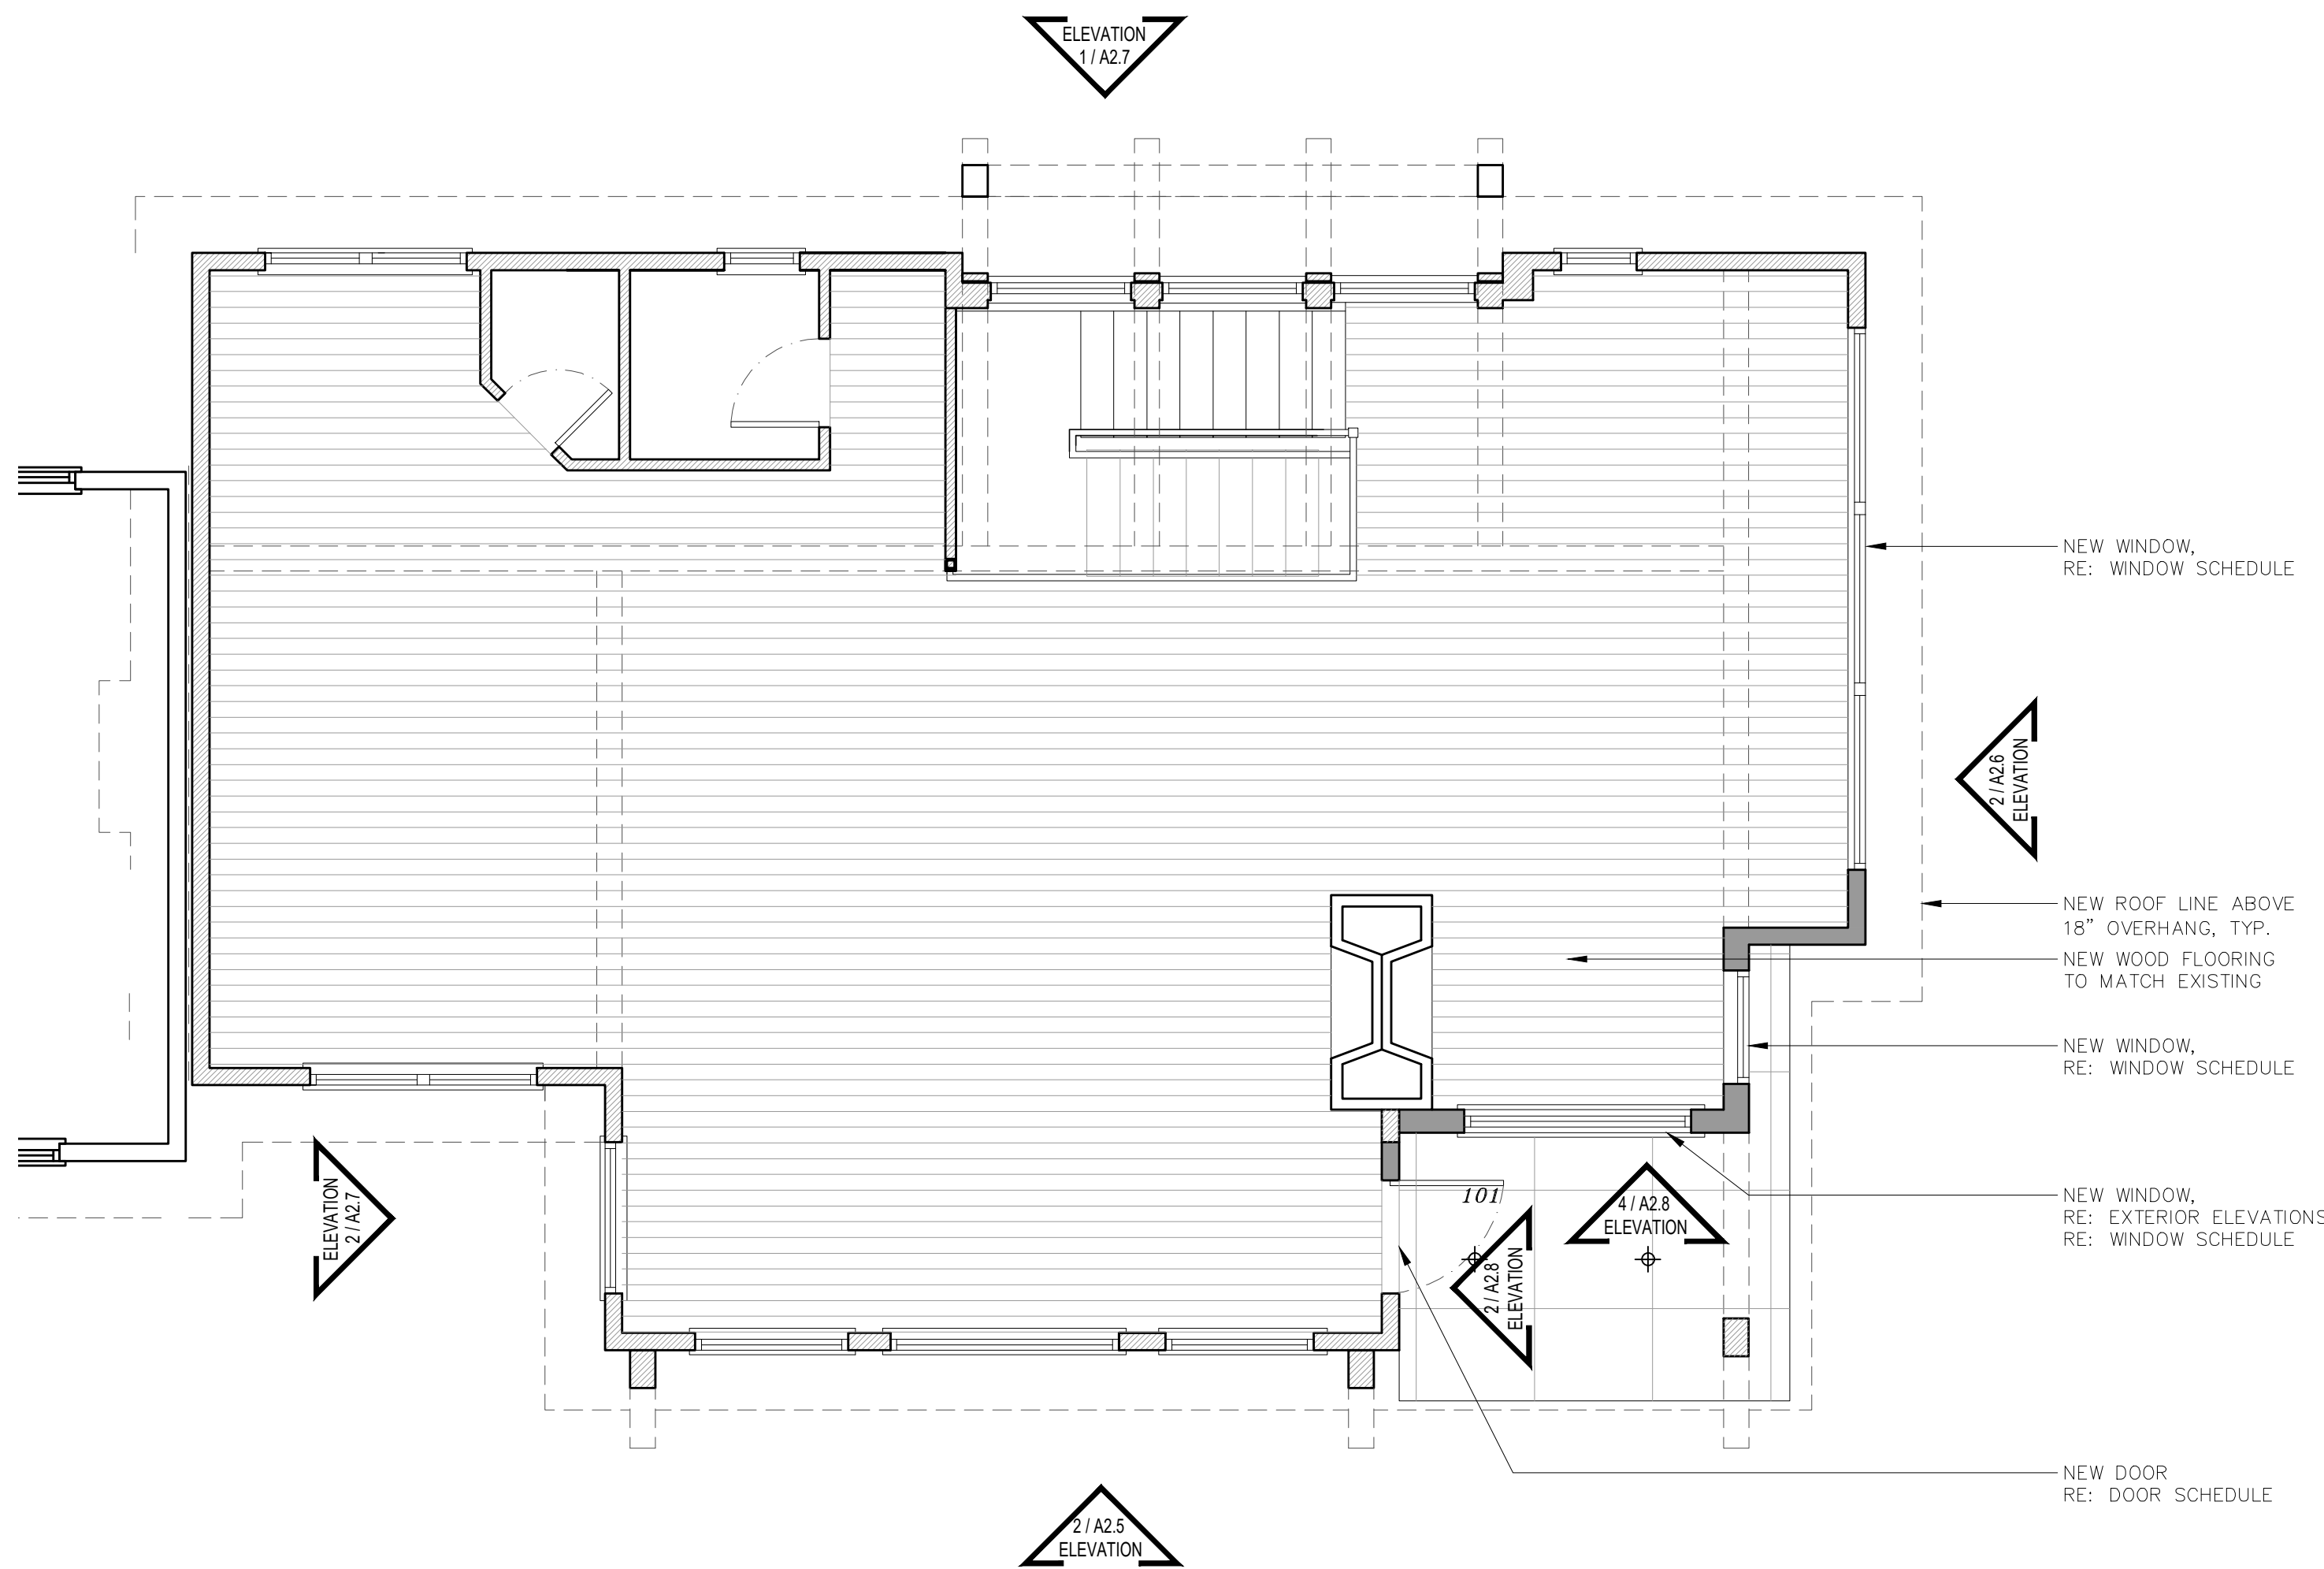 ELEVATION
1 / A2.7
NEW WINDOW,
RE: WINDOW SCHEDULE
2 / A2.6
ELEVATION
NEW ROOF LINE ABOVE
18” OVERHANG, TYP.
NEW WOOD FLOORING
TO MATCH EXISTING
NEW WINDOW,
RE: WINDOW SCHEDULE
ELEVATION
2 / A2.7
101
4 / A2.8
ELEVATION
2 / A2.8
ELEVATION
NEW WINDOW,
RE: EXTERIOR ELEVATIONS
RE: WINDOW SCHEDULE
NEW DOOR
RE: DOOR SCHEDULE
2 / A2.5
ELEVATION